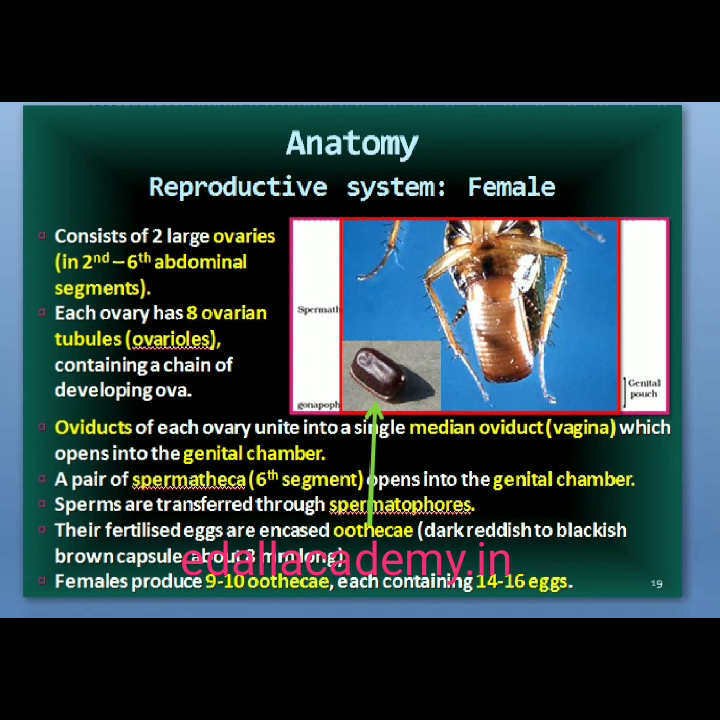 Anatomy
Reproductive system: Female
Consists of 2 large ovaries
(in 2nd – 6th abdominal
segments).
Each ovary has 8 ovarian
tubules (ovarioles),
containing a chain of
developing ova.
Spermath
gonapoph
Genital
pouch
Oviducts of each ovary unite into a single median oviduct (vagina) which
opens into the genital chamber.
A pair of spermatheca (6th segment) opens into the genital chamber.
Sperms are transferred through spermatophores.
Their fertilised eggs are encased oothecae (dark reddish to blackish
brown capsule, about 8 mm long)
edallacademy.in
Females produce 9-10 oothecae, each containing 14-16 eggs.
19